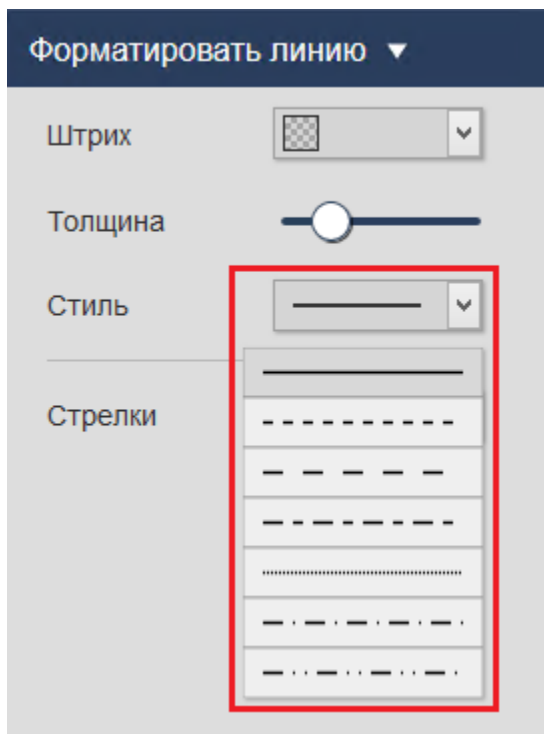 Форматировать линию ▼
Штрих
Толщина
Стиль
Стрелки